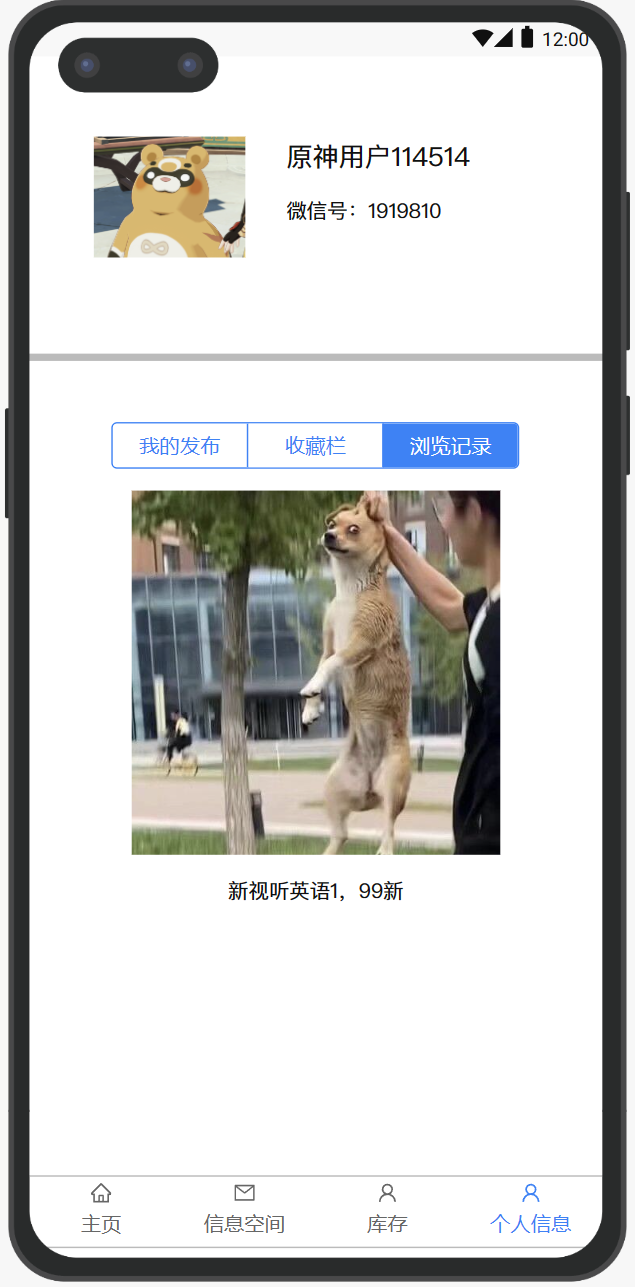 12:00
原神用户114514
微信号：1919810
我的发布 收藏栏 浏览记录
新视听英语1，99新
主页 信息空间 库存 个人信息